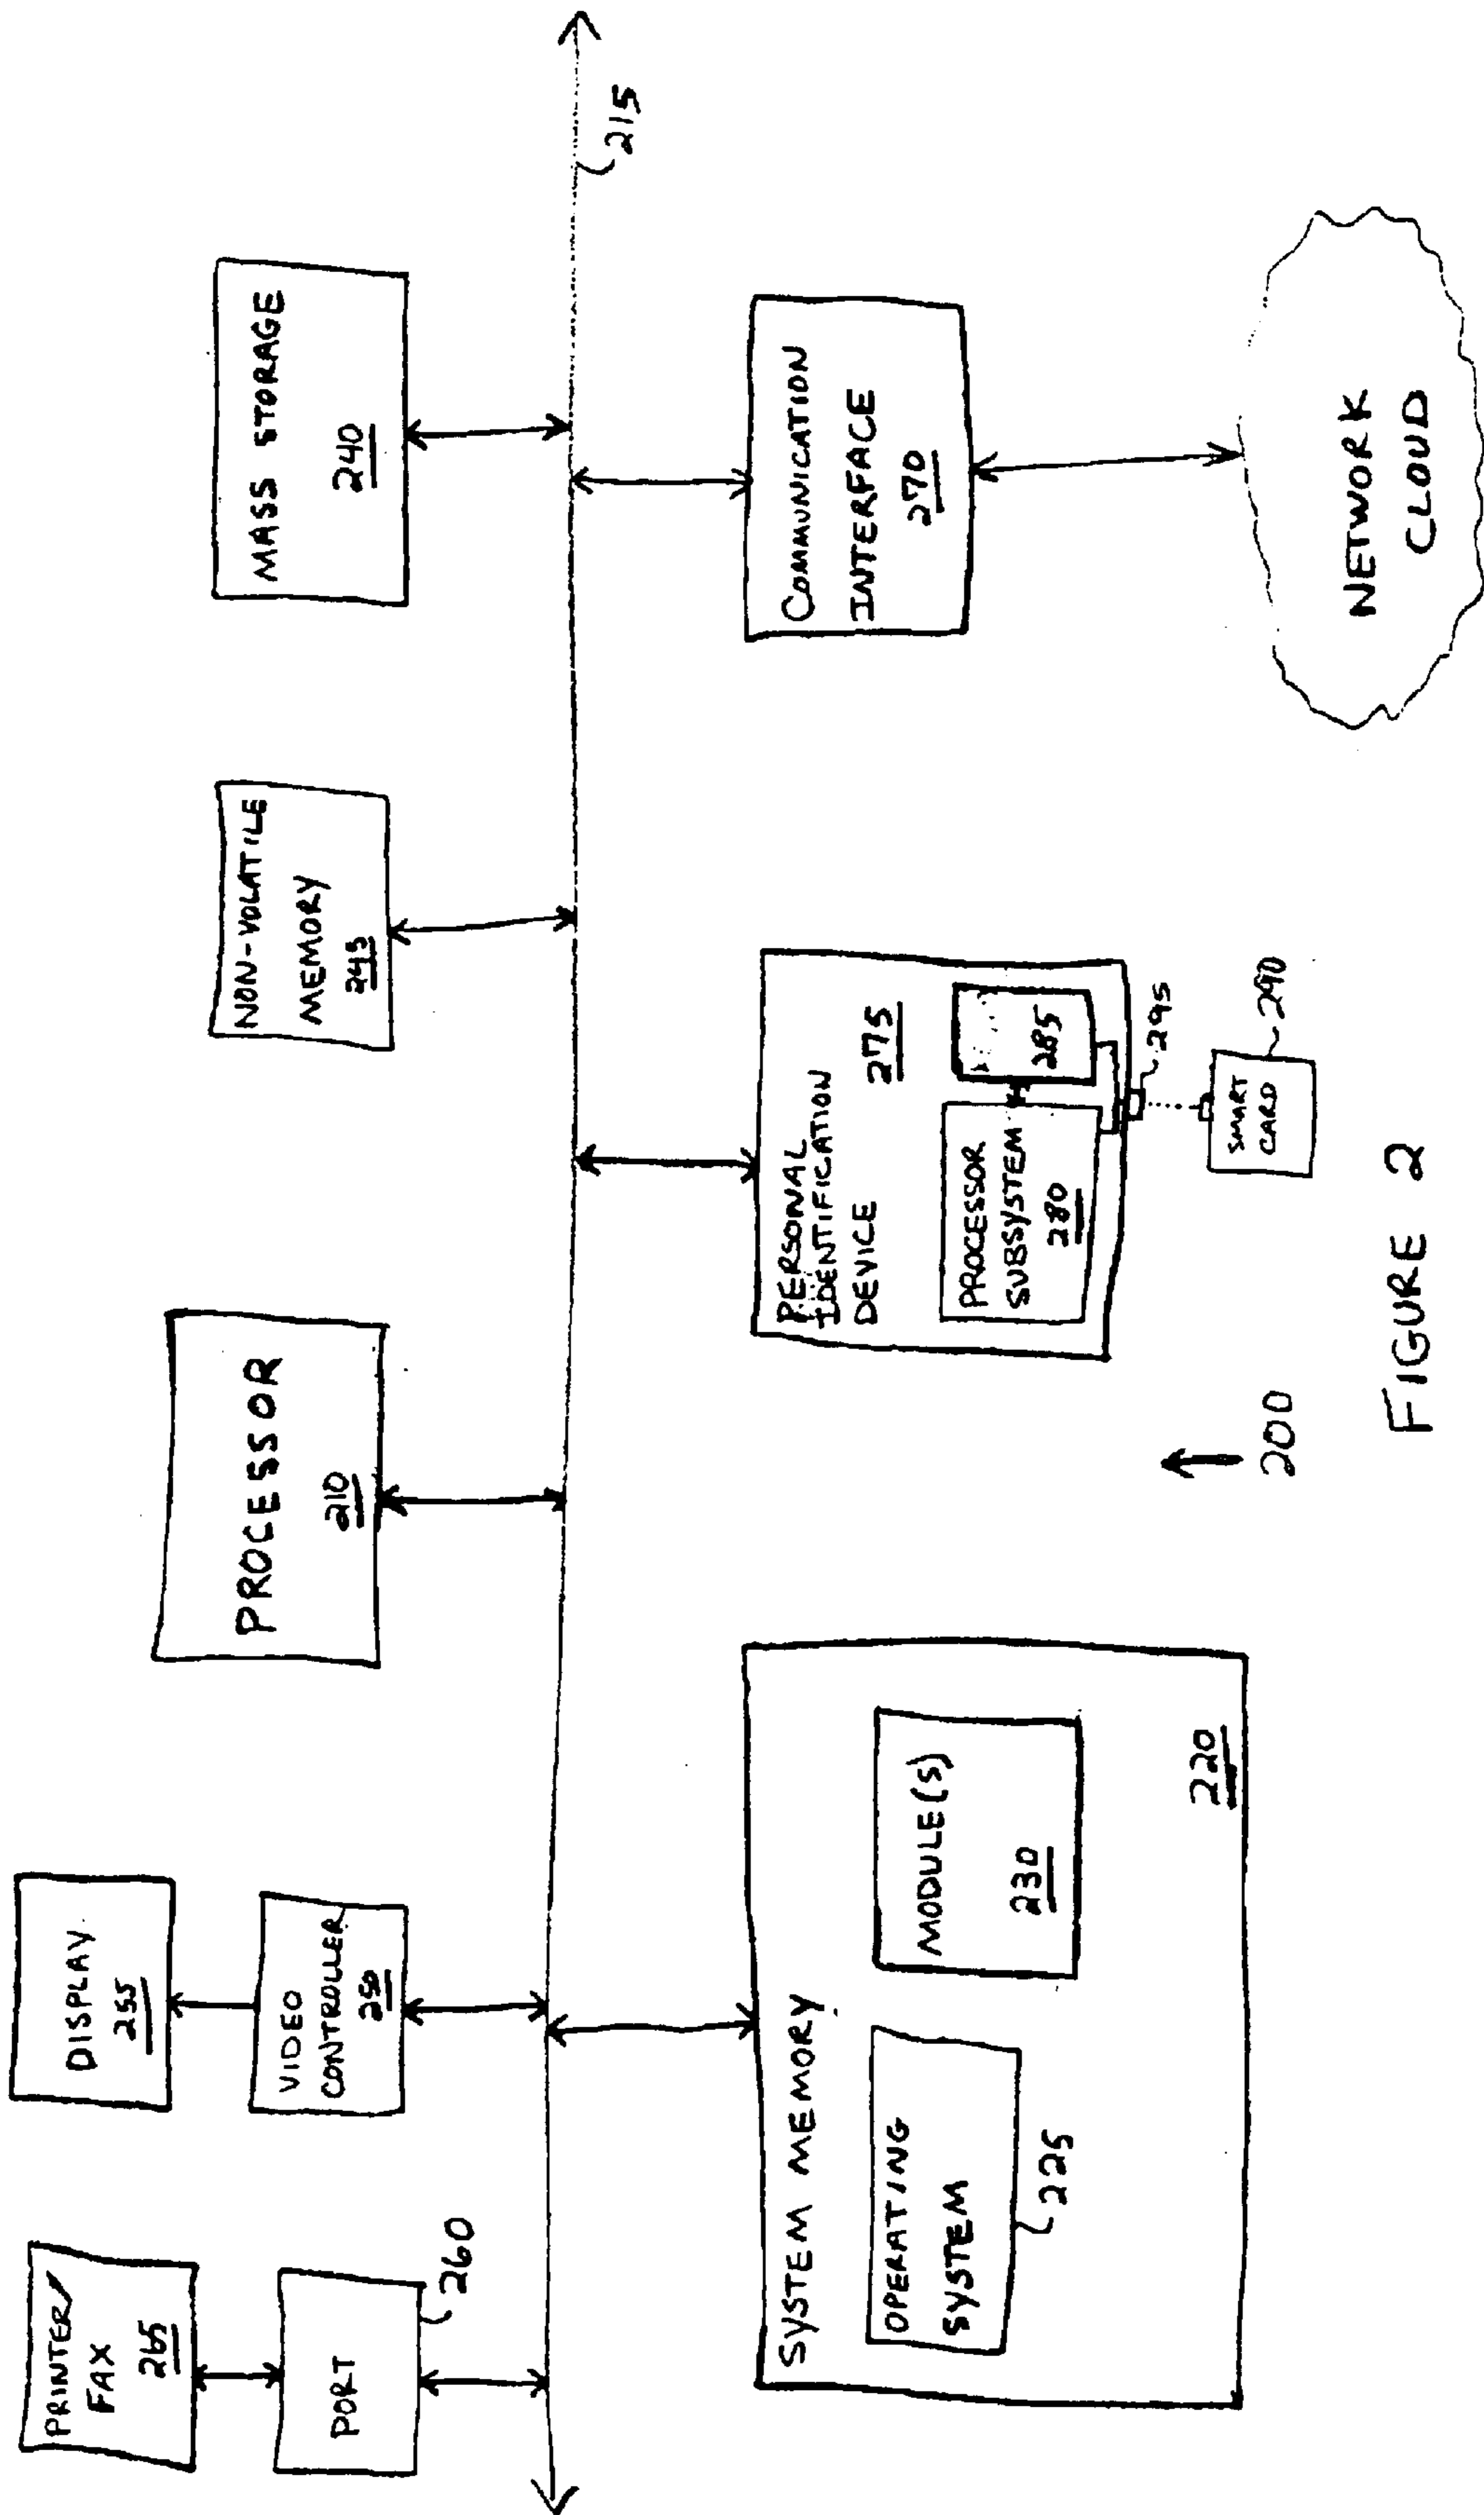 PRINTER/
FAX
265
DISPLAY
255
PORT
260
VIDEO
CONTROLLER
250
PROCESSOR
210
NON-VOLATILE
MEMORY
245
MASS STORAGE
240
215
SYSTEM MEMORY
OPERATING
SYSTEM
225
MODULE(S)
230
220
PERSONAL
IDENTIFICATION
DEVICE
275
PROCESSOR
SUBSYSTEM
280
285
295
SMART
CARD
290
COMMUNICATION
INTERFACE
270
NETWORK
CLOUD
200
FIGURE 2